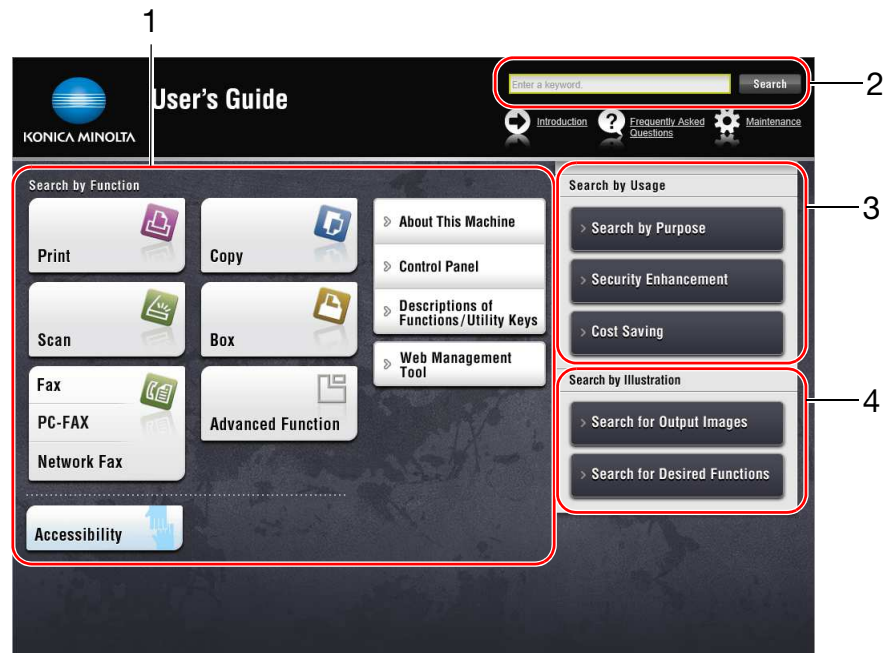 1
Enter a keyword.
Search
2
KONICA MINOLTA
User's Guide
Introduction
Frequently Asked
Questions
Maintenance
Search by Function
Print
Copy
Scan
Box
Fax
PC-FAX
Network Fax
Advanced Function
Accessibility
» About This Machine
» Control Panel
» Descriptions of
Functions/Utility Keys
» Web Management
Tool
Search by Usage
3
> Search by Purpose
> Security Enhancement
> Cost Saving
Search by Illustration
4
> Search for Output Images
> Search for Desired Functions